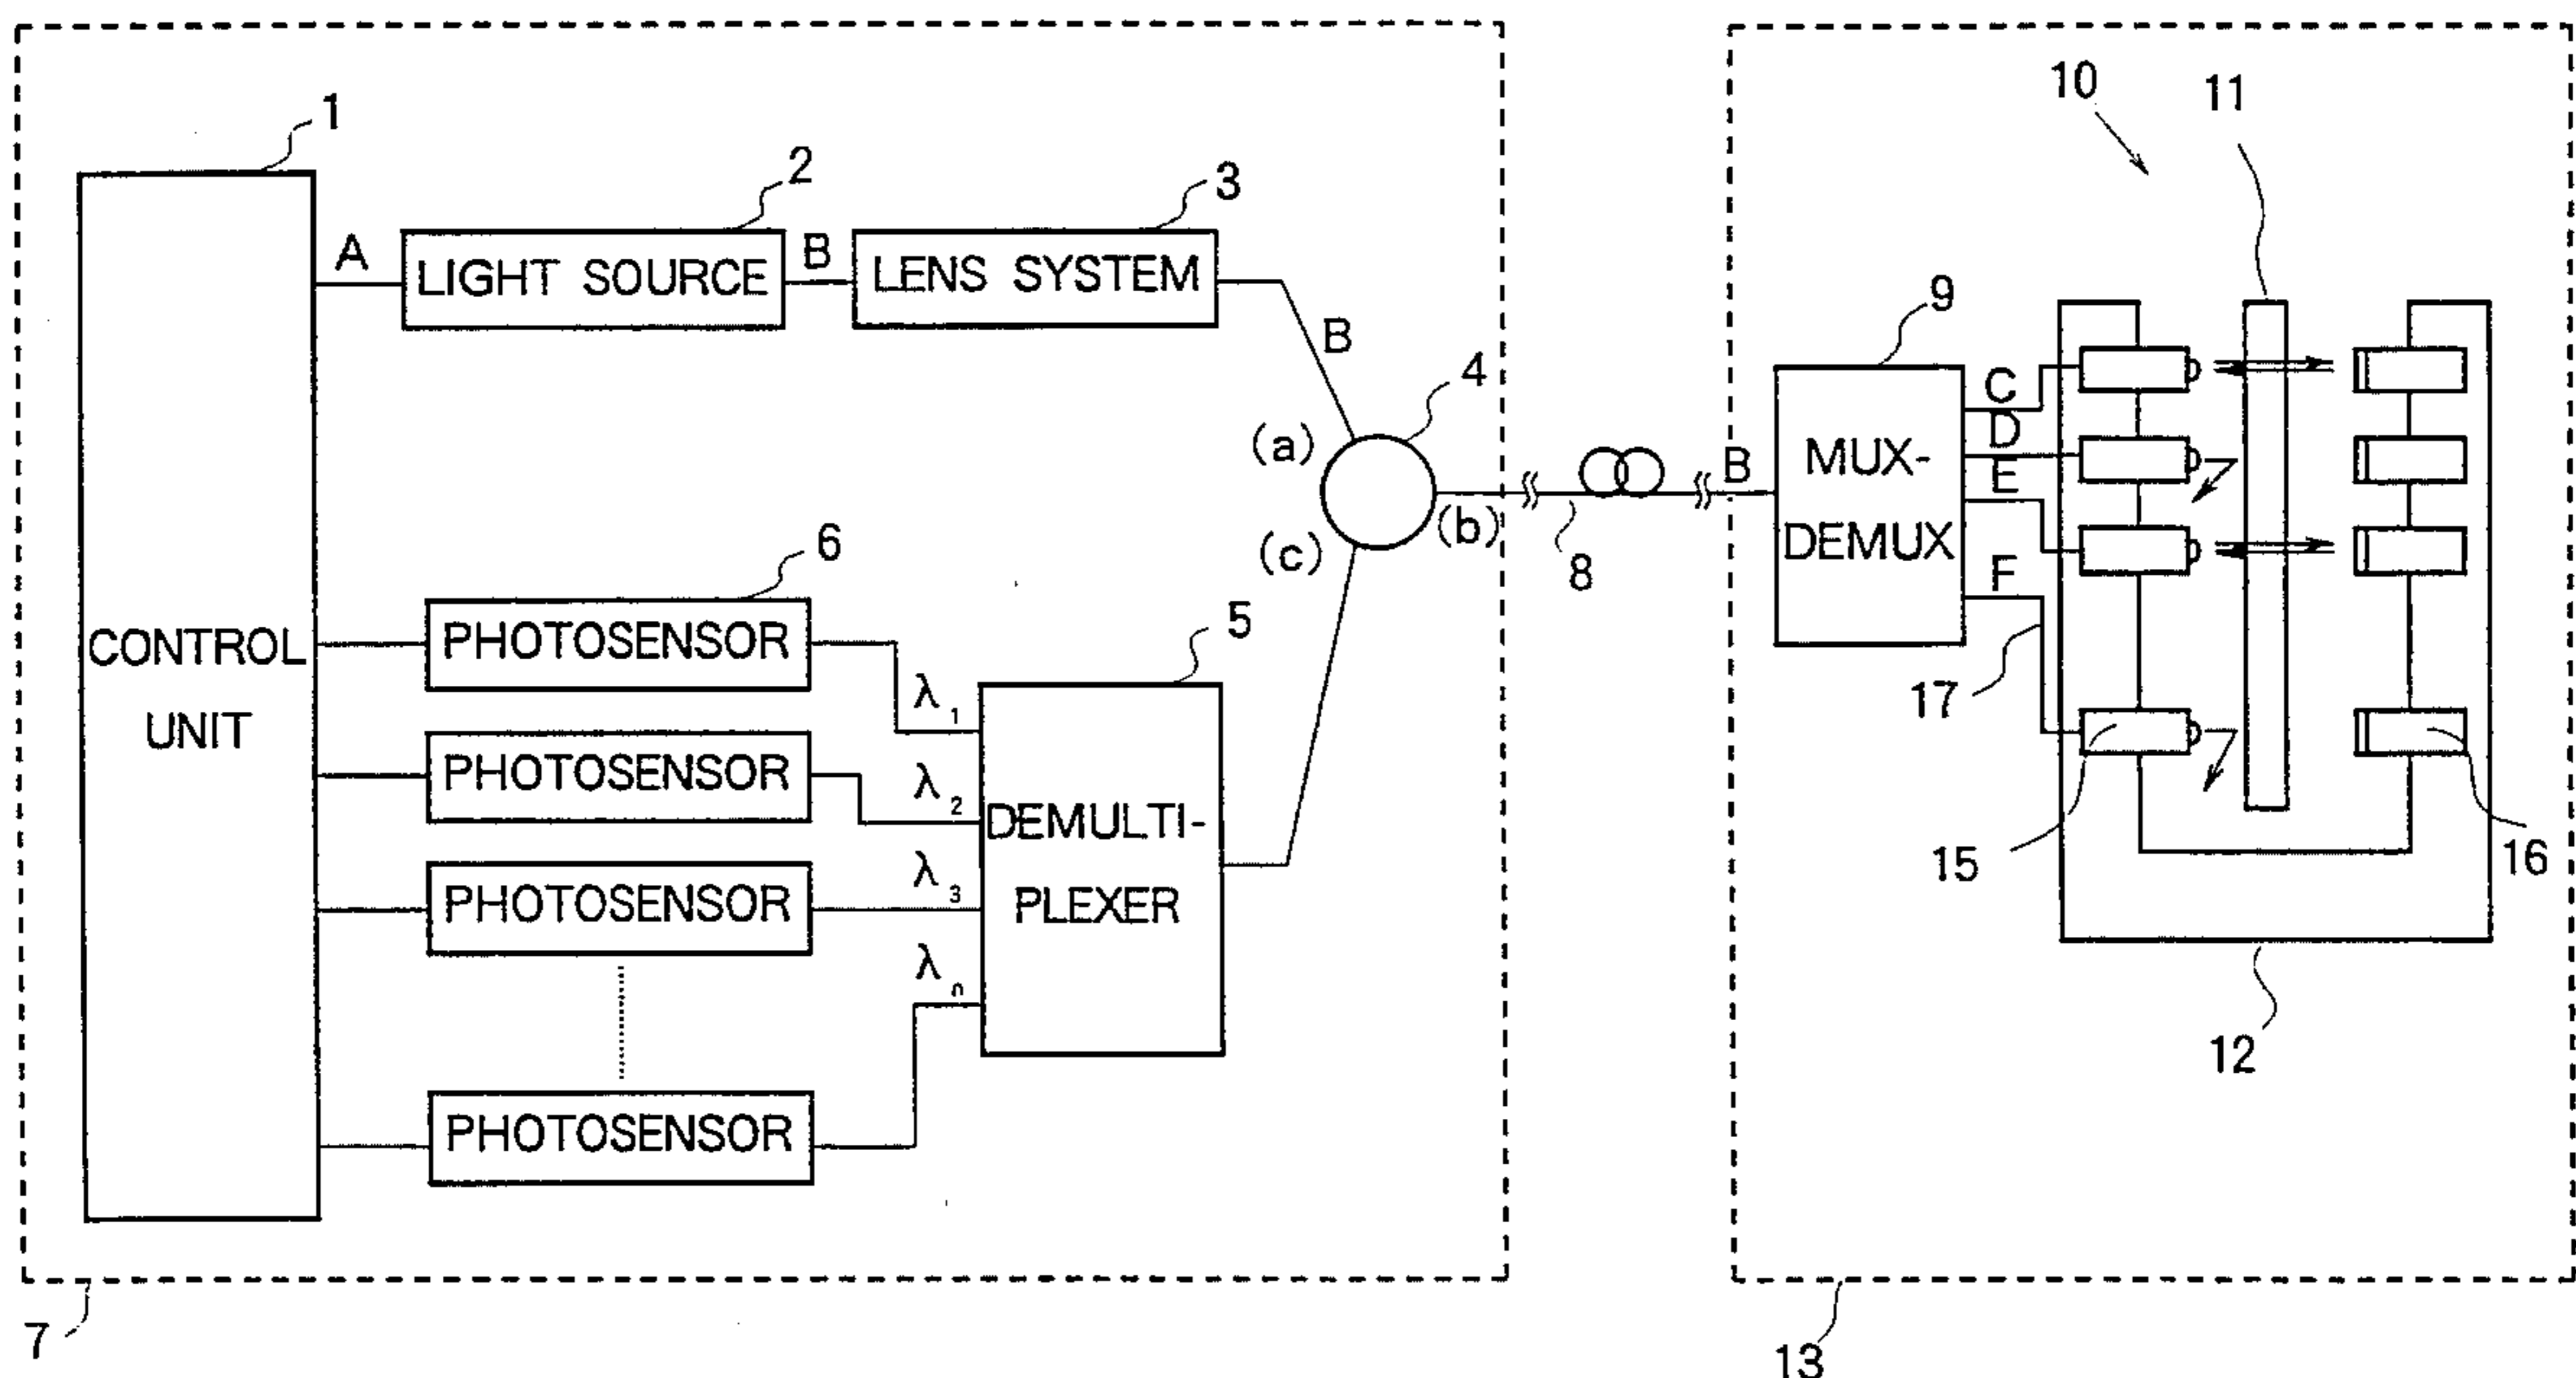 10
11
1
2
3
A
LIGHT SOURCE
B
LENS SYSTEM
B
9
4
C
(a)
D
MUX-
DEMUX
B
E
(b)
(c)
F
8
6
5
PHOTOSENSOR
CONTROL
UNIT
λ1
17
PHOTOSENSOR
λ2
DEMULTI-
PLEXER
15
16
PHOTOSENSOR
λ3
λn
12
PHOTOSENSOR
7
13